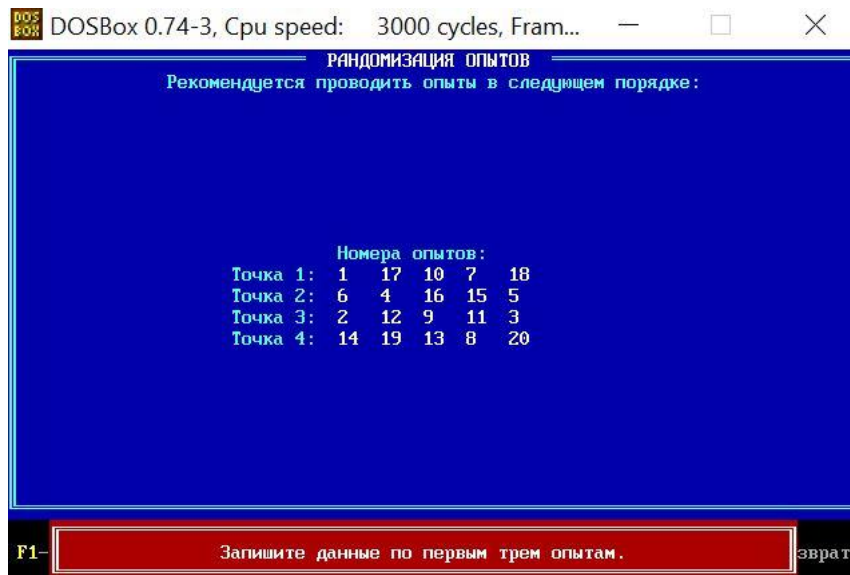 DOSBox 0.74-3, Cpu speed: 3000 cycles, Fram...
РАНДОМИЗАЦИЯ ОПЫТОВ
Рекомендуется проводить опыты в следующем порядке:
Номера опытов:
Точка 1: 1 17 10 7 18
Точка 2: 6 4 16 15 5
Точка 3: 2 12 9 11 3
Точка 4: 14 19 13 8 20
F1- Запишите данные по первым трем опытам. зврат